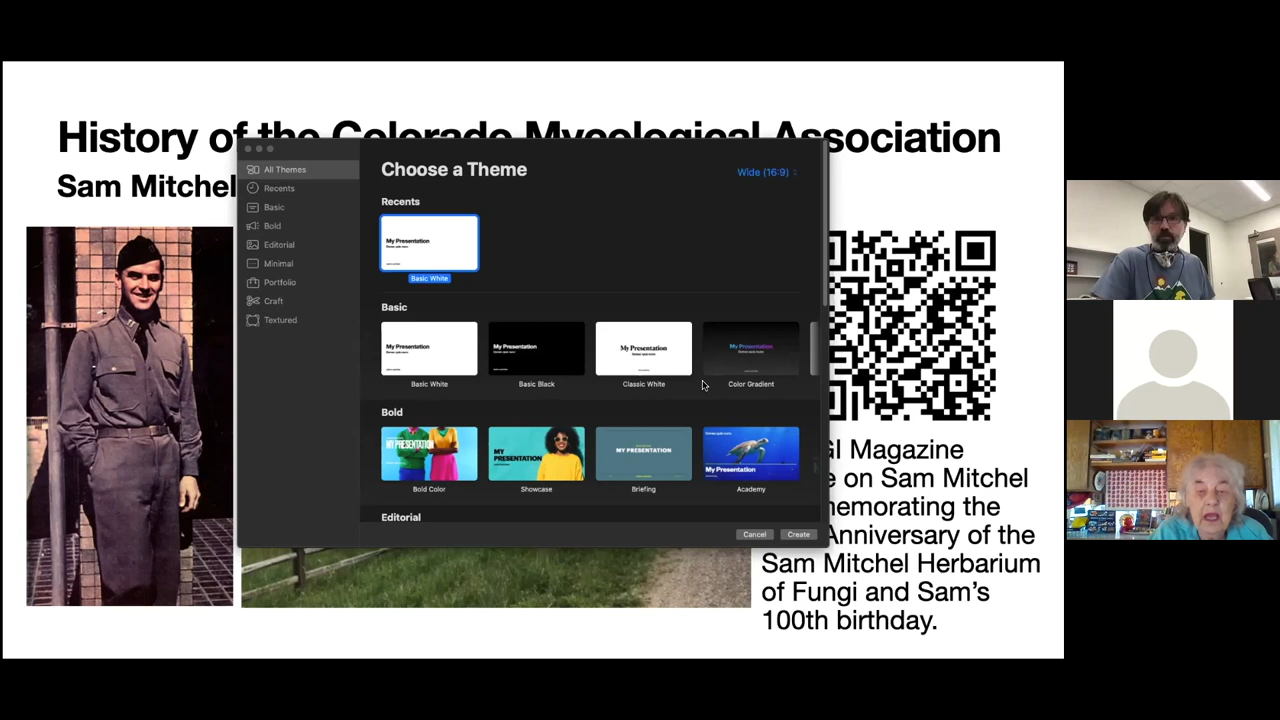 History of the Colorado Mycological Association
Sam Mitchel
All Themes
Recents
Basic
Bold
Editorial
Minimal
Portfolio
Craft
Textured
Choose a Theme
Wide (16:9)
Recents
My Presentation
Basic White
Basic
My Presentation
My Presentation
My Presentation
My Presentation
Basic White
Basic Black
Classic White
Color Gradient
Bold
MY PRESENTATION
MY PRESENTATION
MY PRESENTATION
My Presentation
Bold Color
Showcase
Briefing
Academy
Editorial
Cancel
Create
GI Magazine
e on Sam Mitchel
memorating the
Anniversary of the
Sam Mitchel Herbarium
of Fungi and Sam's
100th birthday.